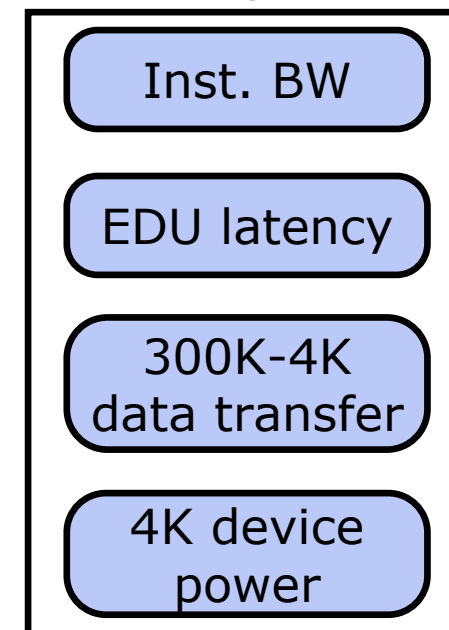 Inst. BW
EDU latency
300K-4K
data transfer
4K device
power